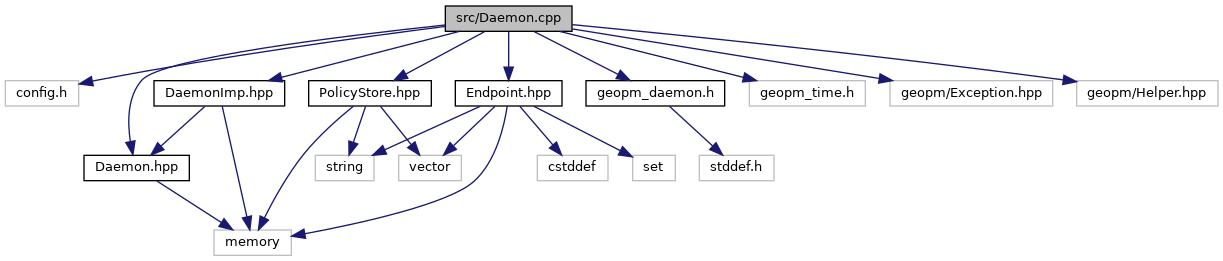 src/Daemon.cpp
config.h
DaemonImp.hpp
PolicyStore.hpp
Endpoint.hpp
geopm_daemon.h
geopm_time.h
geopm/Exception.hpp
geopm/Helper.hpp
Daemon.hpp
string
vector
cstddef
set
stddef.h
memory